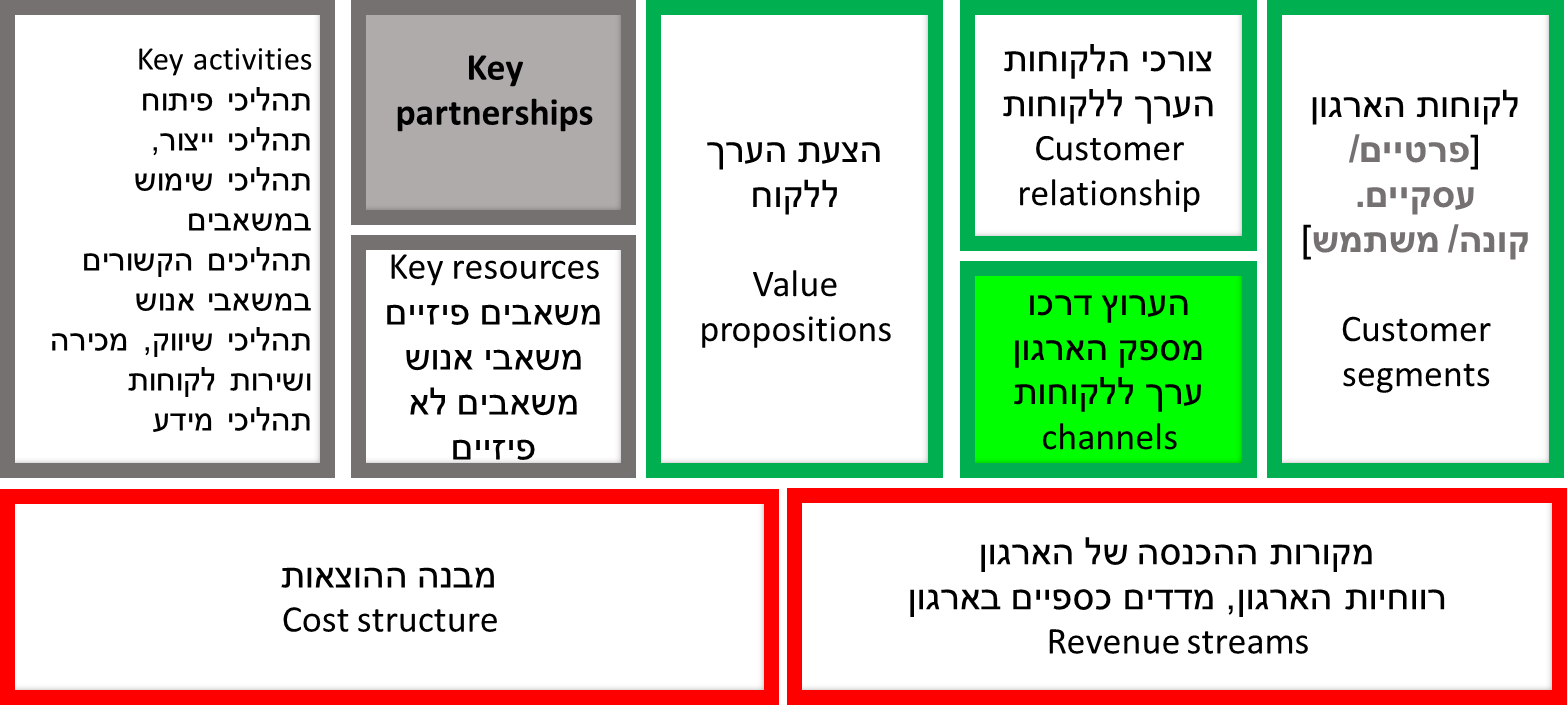 Key activities
תהליכי פיתוח
תהליכי ייצור,
תהליכי שימוש
במשאבים
תהליכים הקשורים
במשאבי אנוש
תהליכי שיווק, מכירה
ושירות לקוחות
תהליכי מידע
Key
partnerships
Key resources
משאבים פיזיים
משאבי אנוש
משאבים לא
פיזיים
הצעת הערך
ללקוח
Value
propositions
צורכי הלקוחות
הערך ללקוחות
Customer
relationship
הערוץ דרכו
מספק הארגון
ערך ללקוחות
channels
לקוחות הארגון
[פרטיים/
עסקיים.
קונה/ משתמש]
Customer
segments
מבנה ההוצאות
Cost structure
מקורות ההכנסה של הארגון
רווחיות הארגון, מדדים כספיים בארגון
Revenue streams